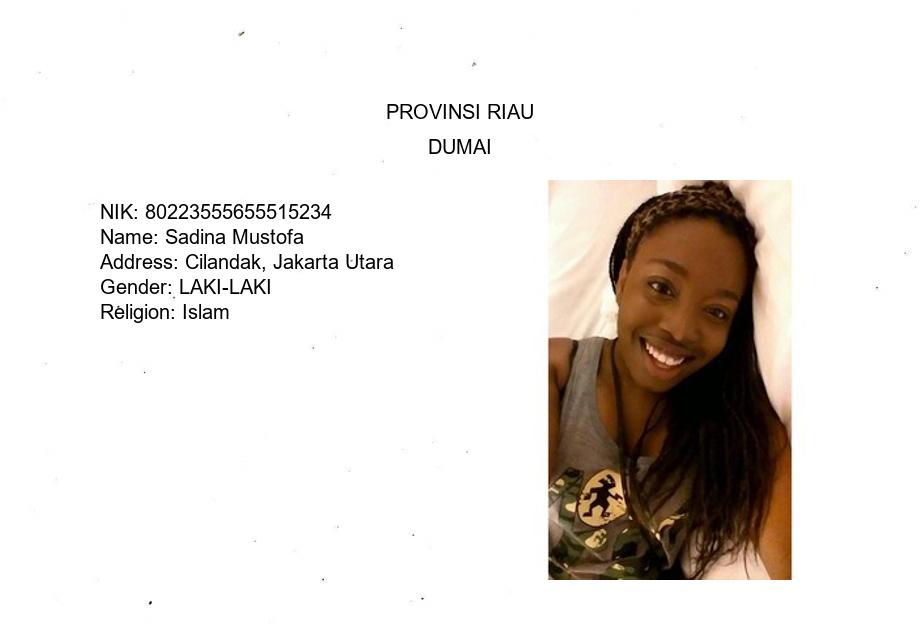 PROVINSI RIAU
DUMAI
NIK: 80223555655515234
Name: Sadina Mustofa
Address: Cilandak, Jakarta Utara
Gender: LAKI-LAKI
Religion: Islam